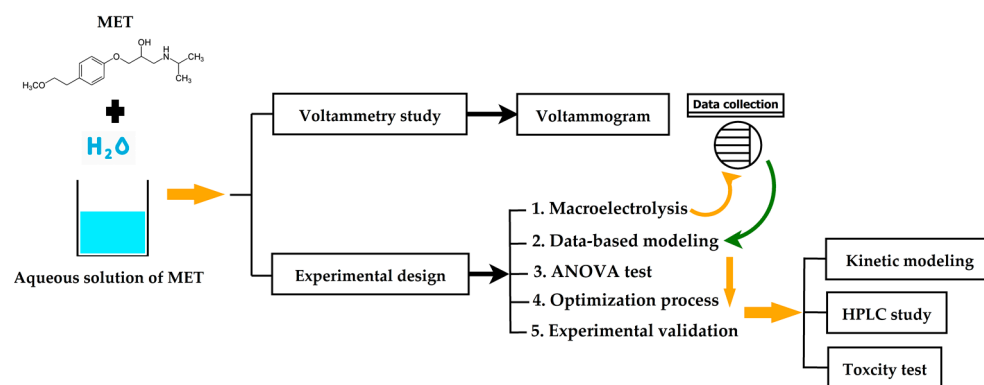 MET
OH
O
H
N
CH₃
CH₃
H₃CO
H₂O
Aqueous solution of MET
Voltammetry study
Voltammogram
Data collection
Experimental design
1. Macroelectrolysis
2. Data-based modeling
3. ANOVA test
4. Optimization process
5. Experimental validation
Kinetic modeling
HPLC study
Toxcity test